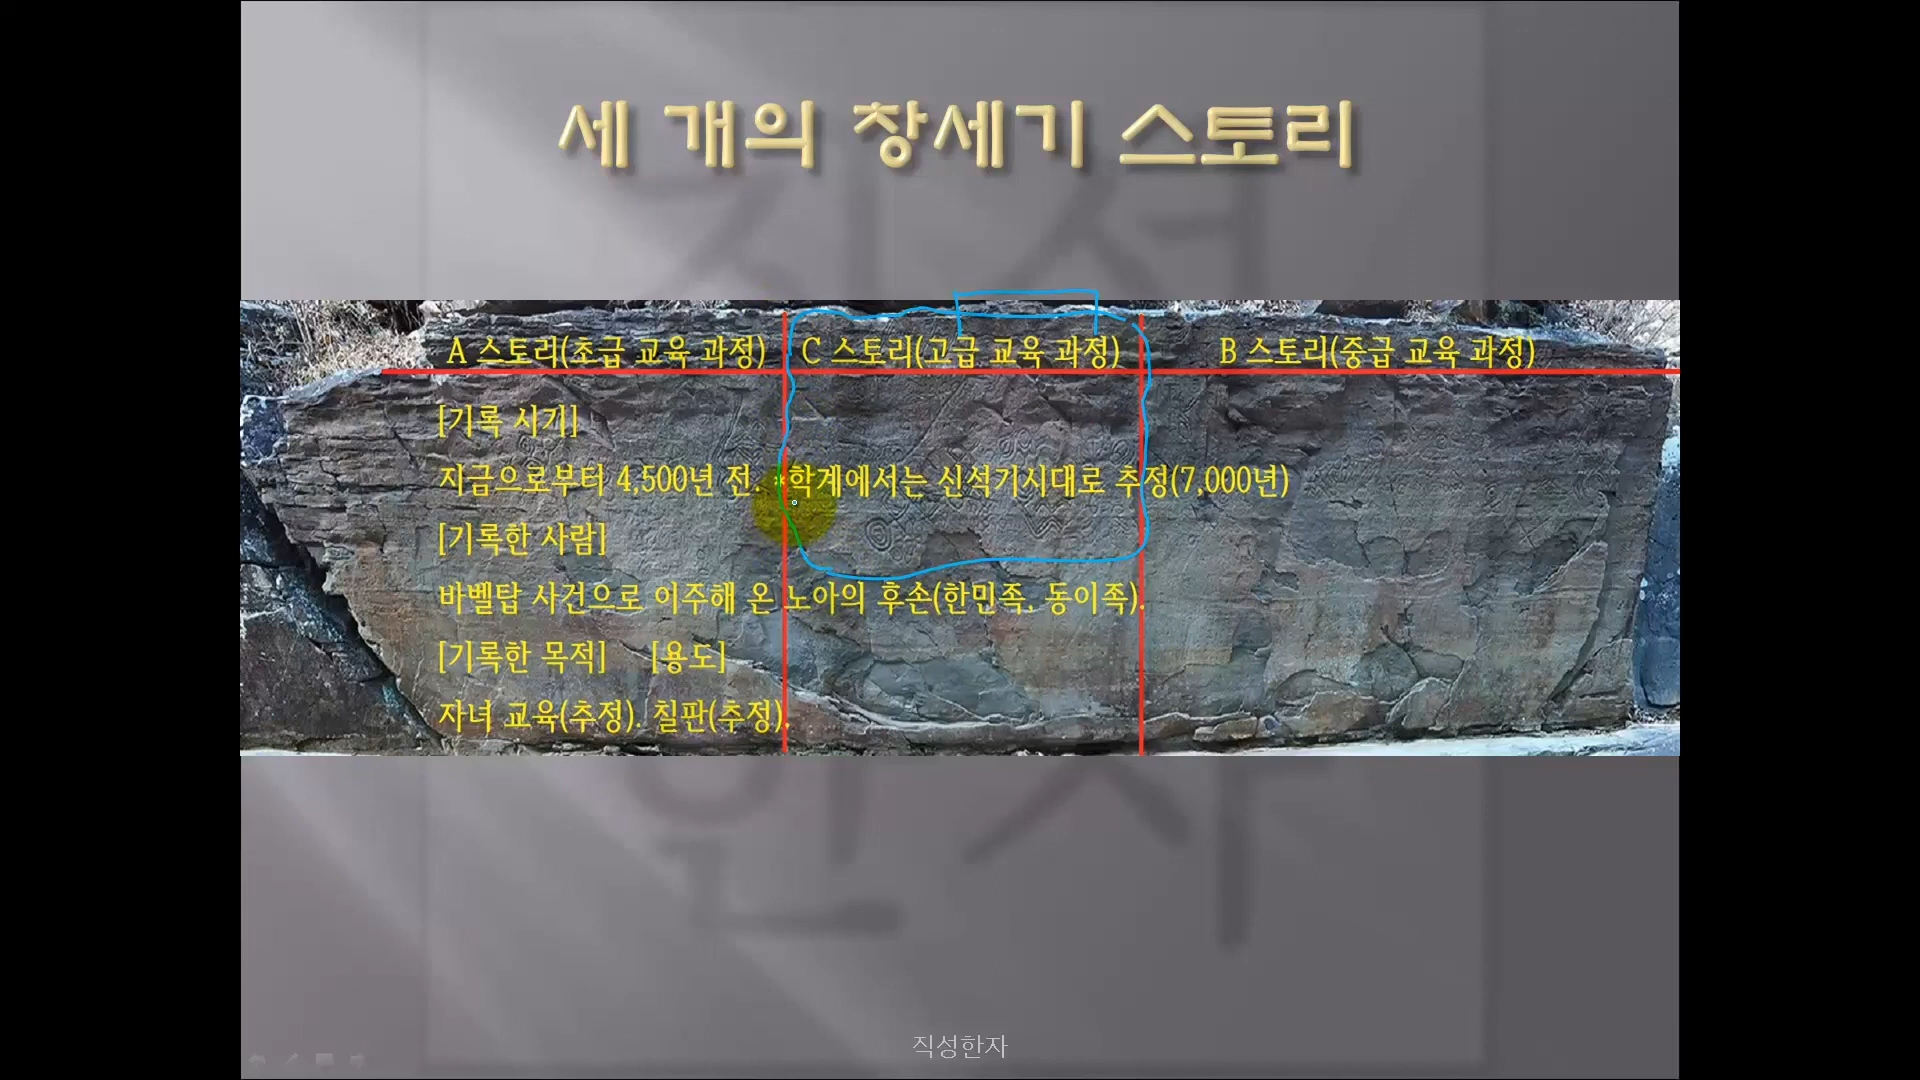 세 개의 창세기 스토리
A 스토리(초급 교육 과정)
C 스토리(고급 교육 과정)
B 스토리(중급 교육 과정)
[기록 시기]
지금으로부터 4,500년 전. *학계에서는 신석기시대로 추정(7,000년)
[기록한 사람]
바벨탑 사건으로 이주해 온 노아의 후손(한민족, 동이족).
[기록한 목적] [용도]
자녀 교육(추정). 칠판(추정).
직성한자